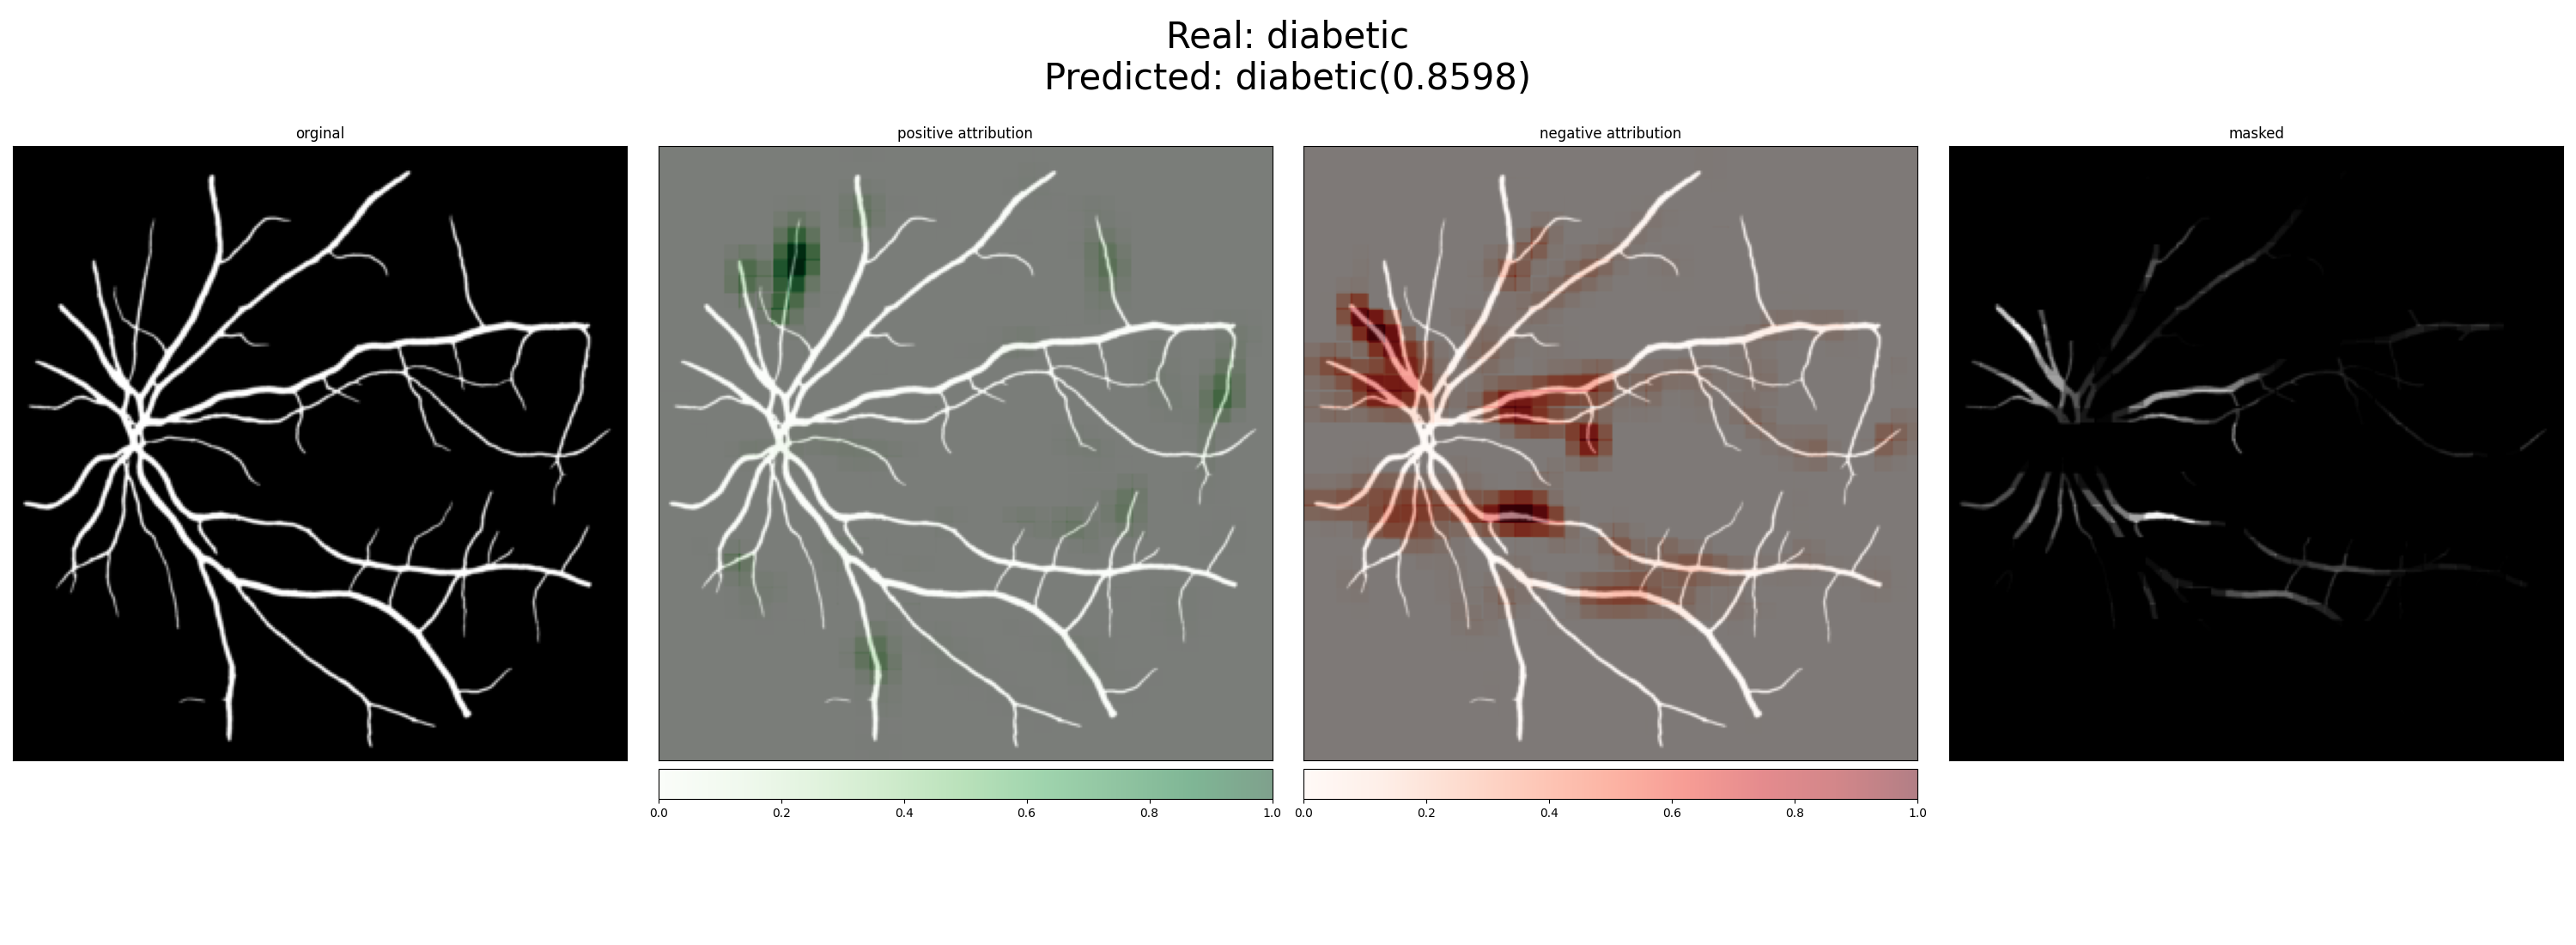 Real: diabetic
Predicted: diabetic(0.8598)
orginal
positive attribution
negative attribution
masked
0.0 0.2 0.4 0.6 0.8 1.0
0.0 0.2 0.4 0.6 0.8 1.0